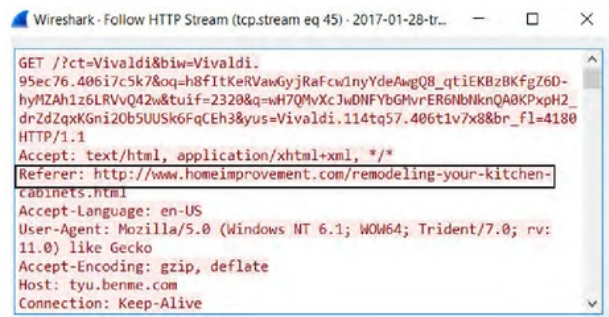 Wireshark · Follow HTTP Stream (tcp.stream eq 45) · 2017-01-28-tr...
GET /?ct=Vivaldi&biw=Vivaldi.
95ec76.406i7c5k7&oq=h8fItKeRVawGyjRaFcw1nyYdeAwgQ8_qtiEKBzBKfgZ6D-
hyMZAh1z6LRVvQ42w&tuif=2320&q=wH7QMvXcJwDNFYbGMvrER6NbNknQA0KPxpH2_
drZdZqxKGni2Ob5UUSk6FqCEh3&yus=Vivaldi.114tq57.406t1v7x8&br_fl=4180
HTTP/1.1
Accept: text/html, application/xhtml+xml, */*
Referer: http://www.homeimprovement.com/remodeling-your-kitchen-
cabinets.html
Accept-Language: en-US
User-Agent: Mozilla/5.0 (Windows NT 6.1; WOW64; Trident/7.0; rv:
11.0) like Gecko
Accept-Encoding: gzip, deflate
Host: tyu.benme.com
Connection: Keep-Alive